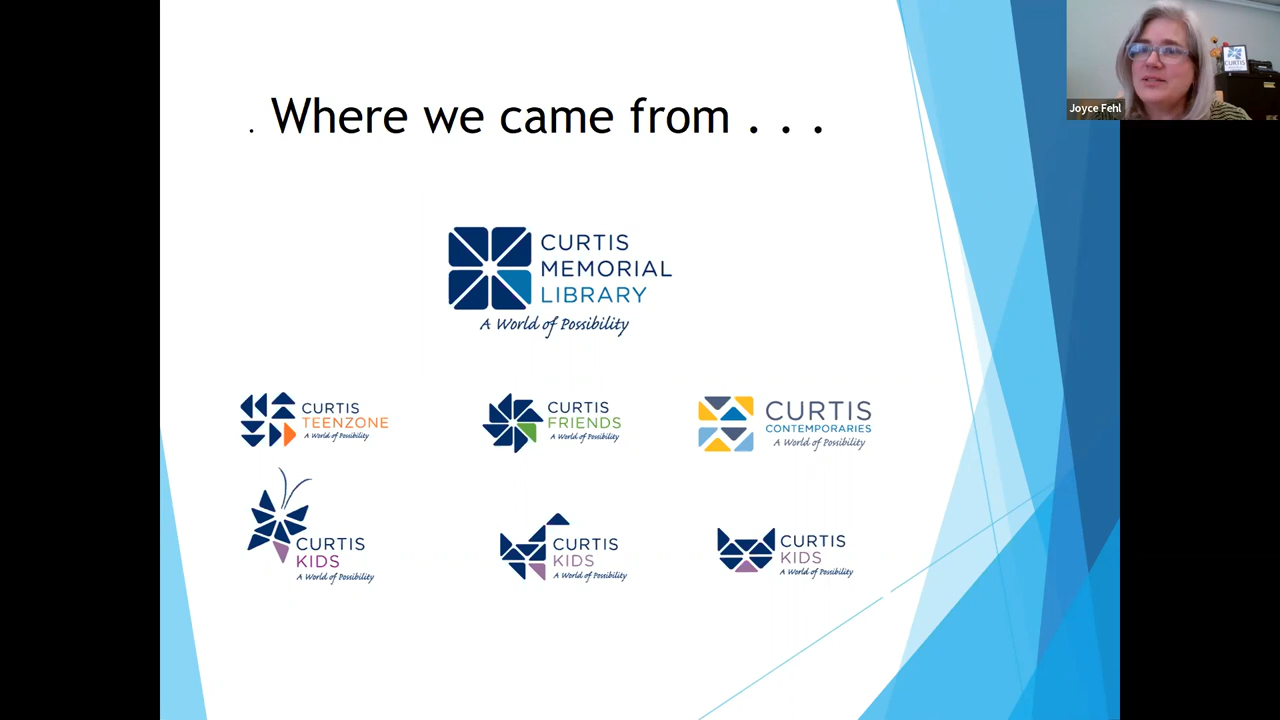 . Where we came from . . .
Joyce Fehl
CURTIS
CURTIS
MEMORIAL
LIBRARY
A World of Possibility
CURTIS
TEENZONE
A World of Possibility
CURTIS
FRIENDS
A World of Possibility
CURTIS
CONTEMPORARIES
A World of Possibility
CURTIS
KIDS
A World of Possibility
CURTIS
KIDS
A World of Possibility
CURTIS
KIDS
A World of Possibility